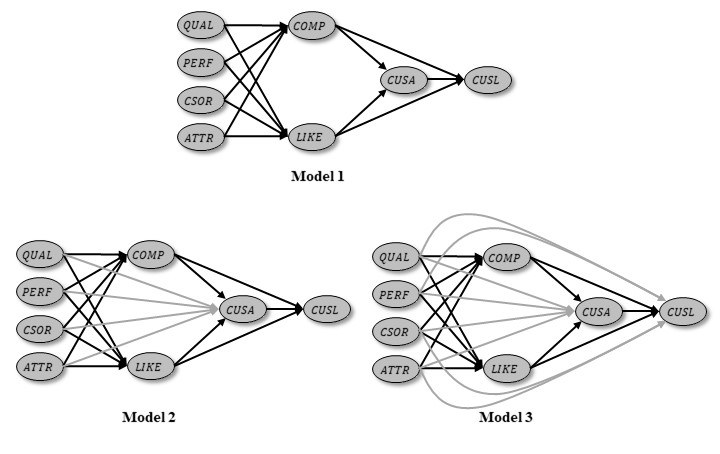 QUAL
COMP
PERF
CUSA
CUSL
CSOR
ATTR
LIKE
Model 1
QUAL
COMP
PERF
CUSA
CUSL
CSOR
ATTR
LIKE
Model 2
QUAL
COMP
PERF
CUSA
CUSL
CSOR
ATTR
LIKE
Model 3